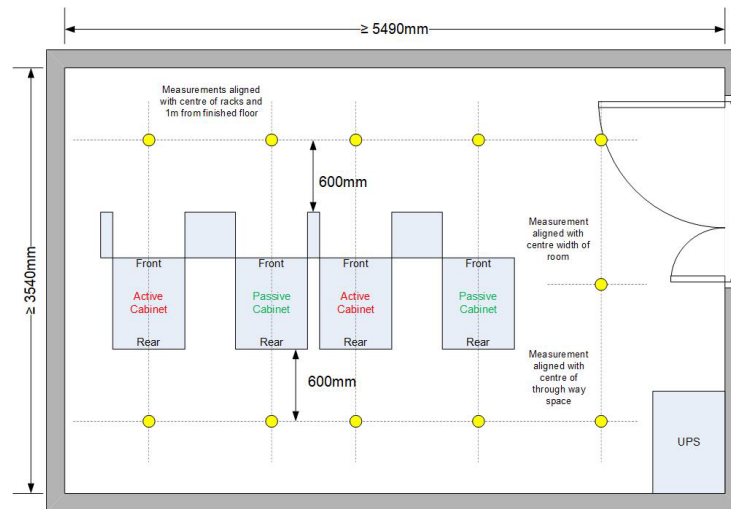 ≥ 5490mm
Measurements aligned
with centre of racks and
1m from finished floor
600mm
≥ 3540mm
Measurement
aligned with
centre width of
room
Front
Front
Front
Front
Active
Cabinet
Passive
Cabinet
Active
Cabinet
Passive
Cabinet
Rear
Rear
Rear
Rear
600mm
Measurement
aligned with
centre of
through way
space
UPS